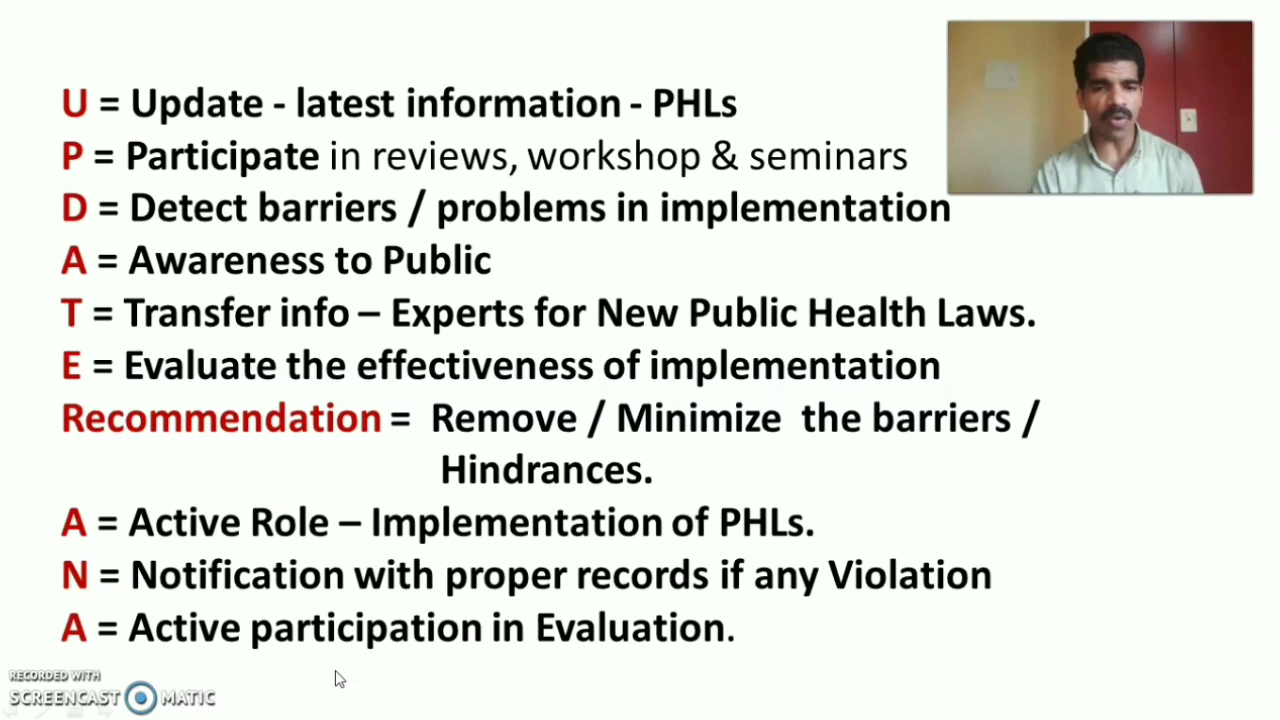 U = Update - latest information - PHLs
P = Participate in reviews, workshop & seminars
D = Detect barriers / problems in implementation
A = Awareness to Public
T = Transfer info – Experts for New Public Health Laws.
E = Evaluate the effectiveness of implementation
Recommendation = Remove / Minimize the barriers /
Hindrances.
A = Active Role – Implementation of PHLs.
N = Notification with proper records if any Violation
A = Active participation in Evaluation.
RECORDED WITH
SCREENCAST MATIC